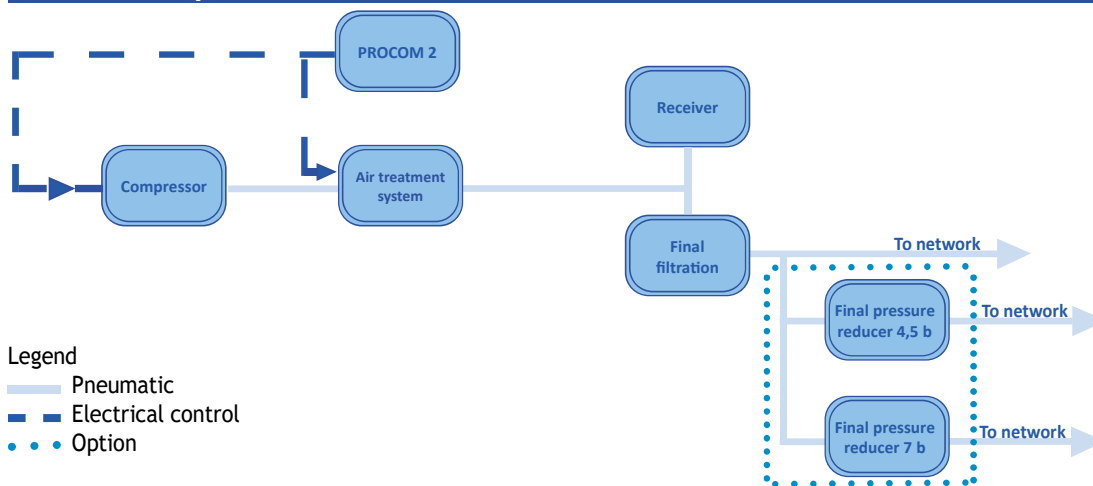 PROCOM 2
Receiver
Compressor
Air treatment
system
Final
filtration
To network
Final pressure
reducer 4,5 b
To network
Final pressure
reducer 7 b
To network
Legend
Pneumatic
Electrical control
Option